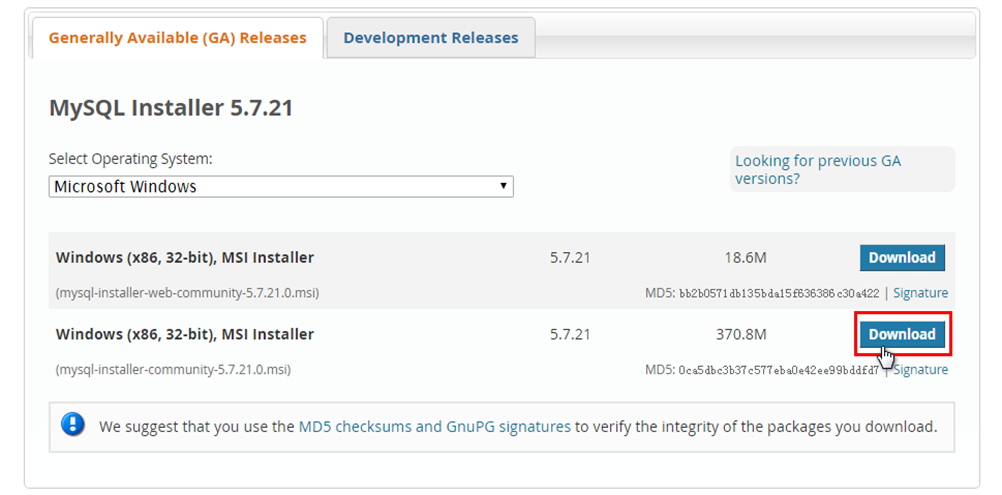 Generally Available (GA) Releases
Development Releases
MySQL Installer 5.7.21
Select Operating System:
Looking for previous GA
versions?
Microsoft Windows
Windows (x86, 32-bit), MSI Installer 5.7.21 18.6M Download
(mysql-installer-web-community-5.7.21.0.msi) MD5: bb2b0571db135bda15f636386c30a422 | Signature
Windows (x86, 32-bit), MSI Installer 5.7.21 370.8M Download
(mysql-installer-community-5.7.21.0.msi) MD5: 0ca5dbc3b37c577eba0e42ee99bddfd7 | Signature
We suggest that you use the MD5 checksums and GnuPG signatures to verify the integrity of the packages you download.